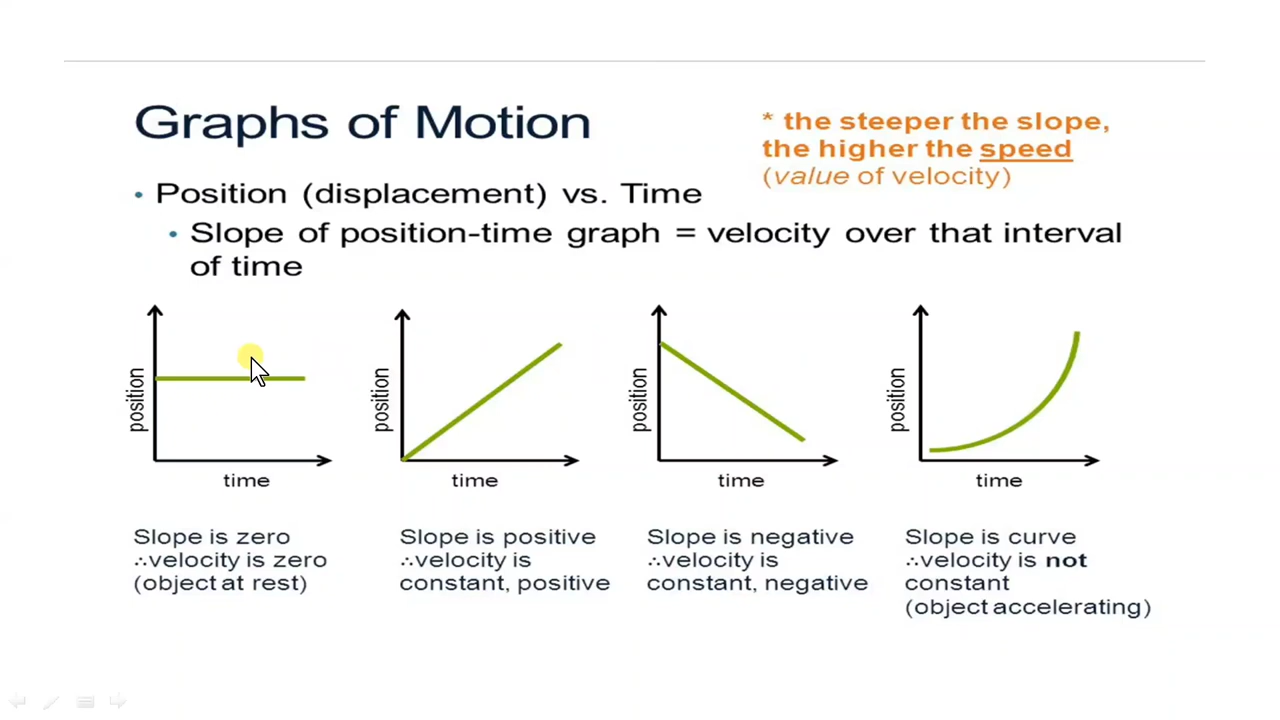 Graphs of Motion
* the steeper the slope,
the higher the speed
(value of velocity)
• Position (displacement) vs. Time
• Slope of position-time graph = velocity over that interval
of time
position
time
position
time
position
time
position
time
Slope is zero
∴velocity is zero
(object at rest)
Slope is positive
∴velocity is
constant, positive
Slope is negative
∴velocity is
constant, negative
Slope is curve
∴velocity is not
constant
(object accelerating)